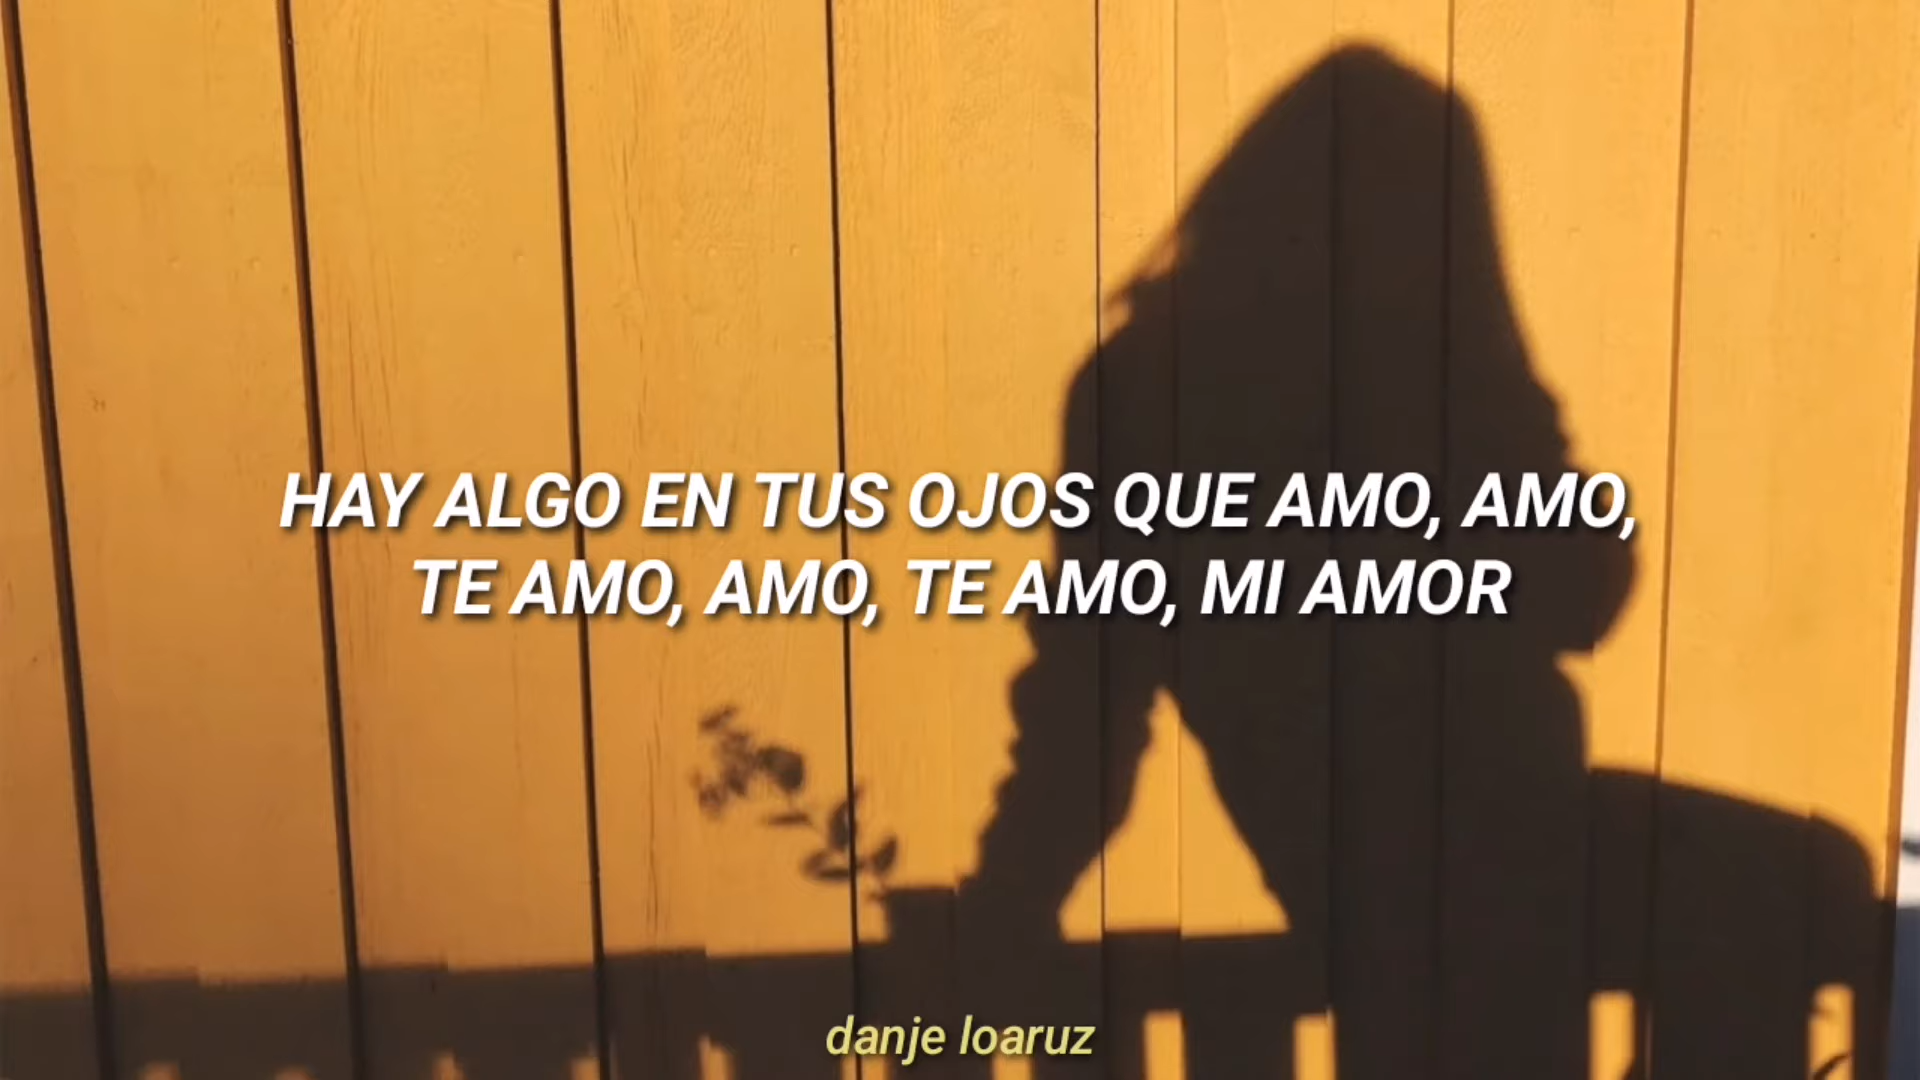 HAY ALGO EN TUS OJOS QUE AMO, AMO,
TE AMO, AMO, TE AMO, MI AMOR
danje loaruz